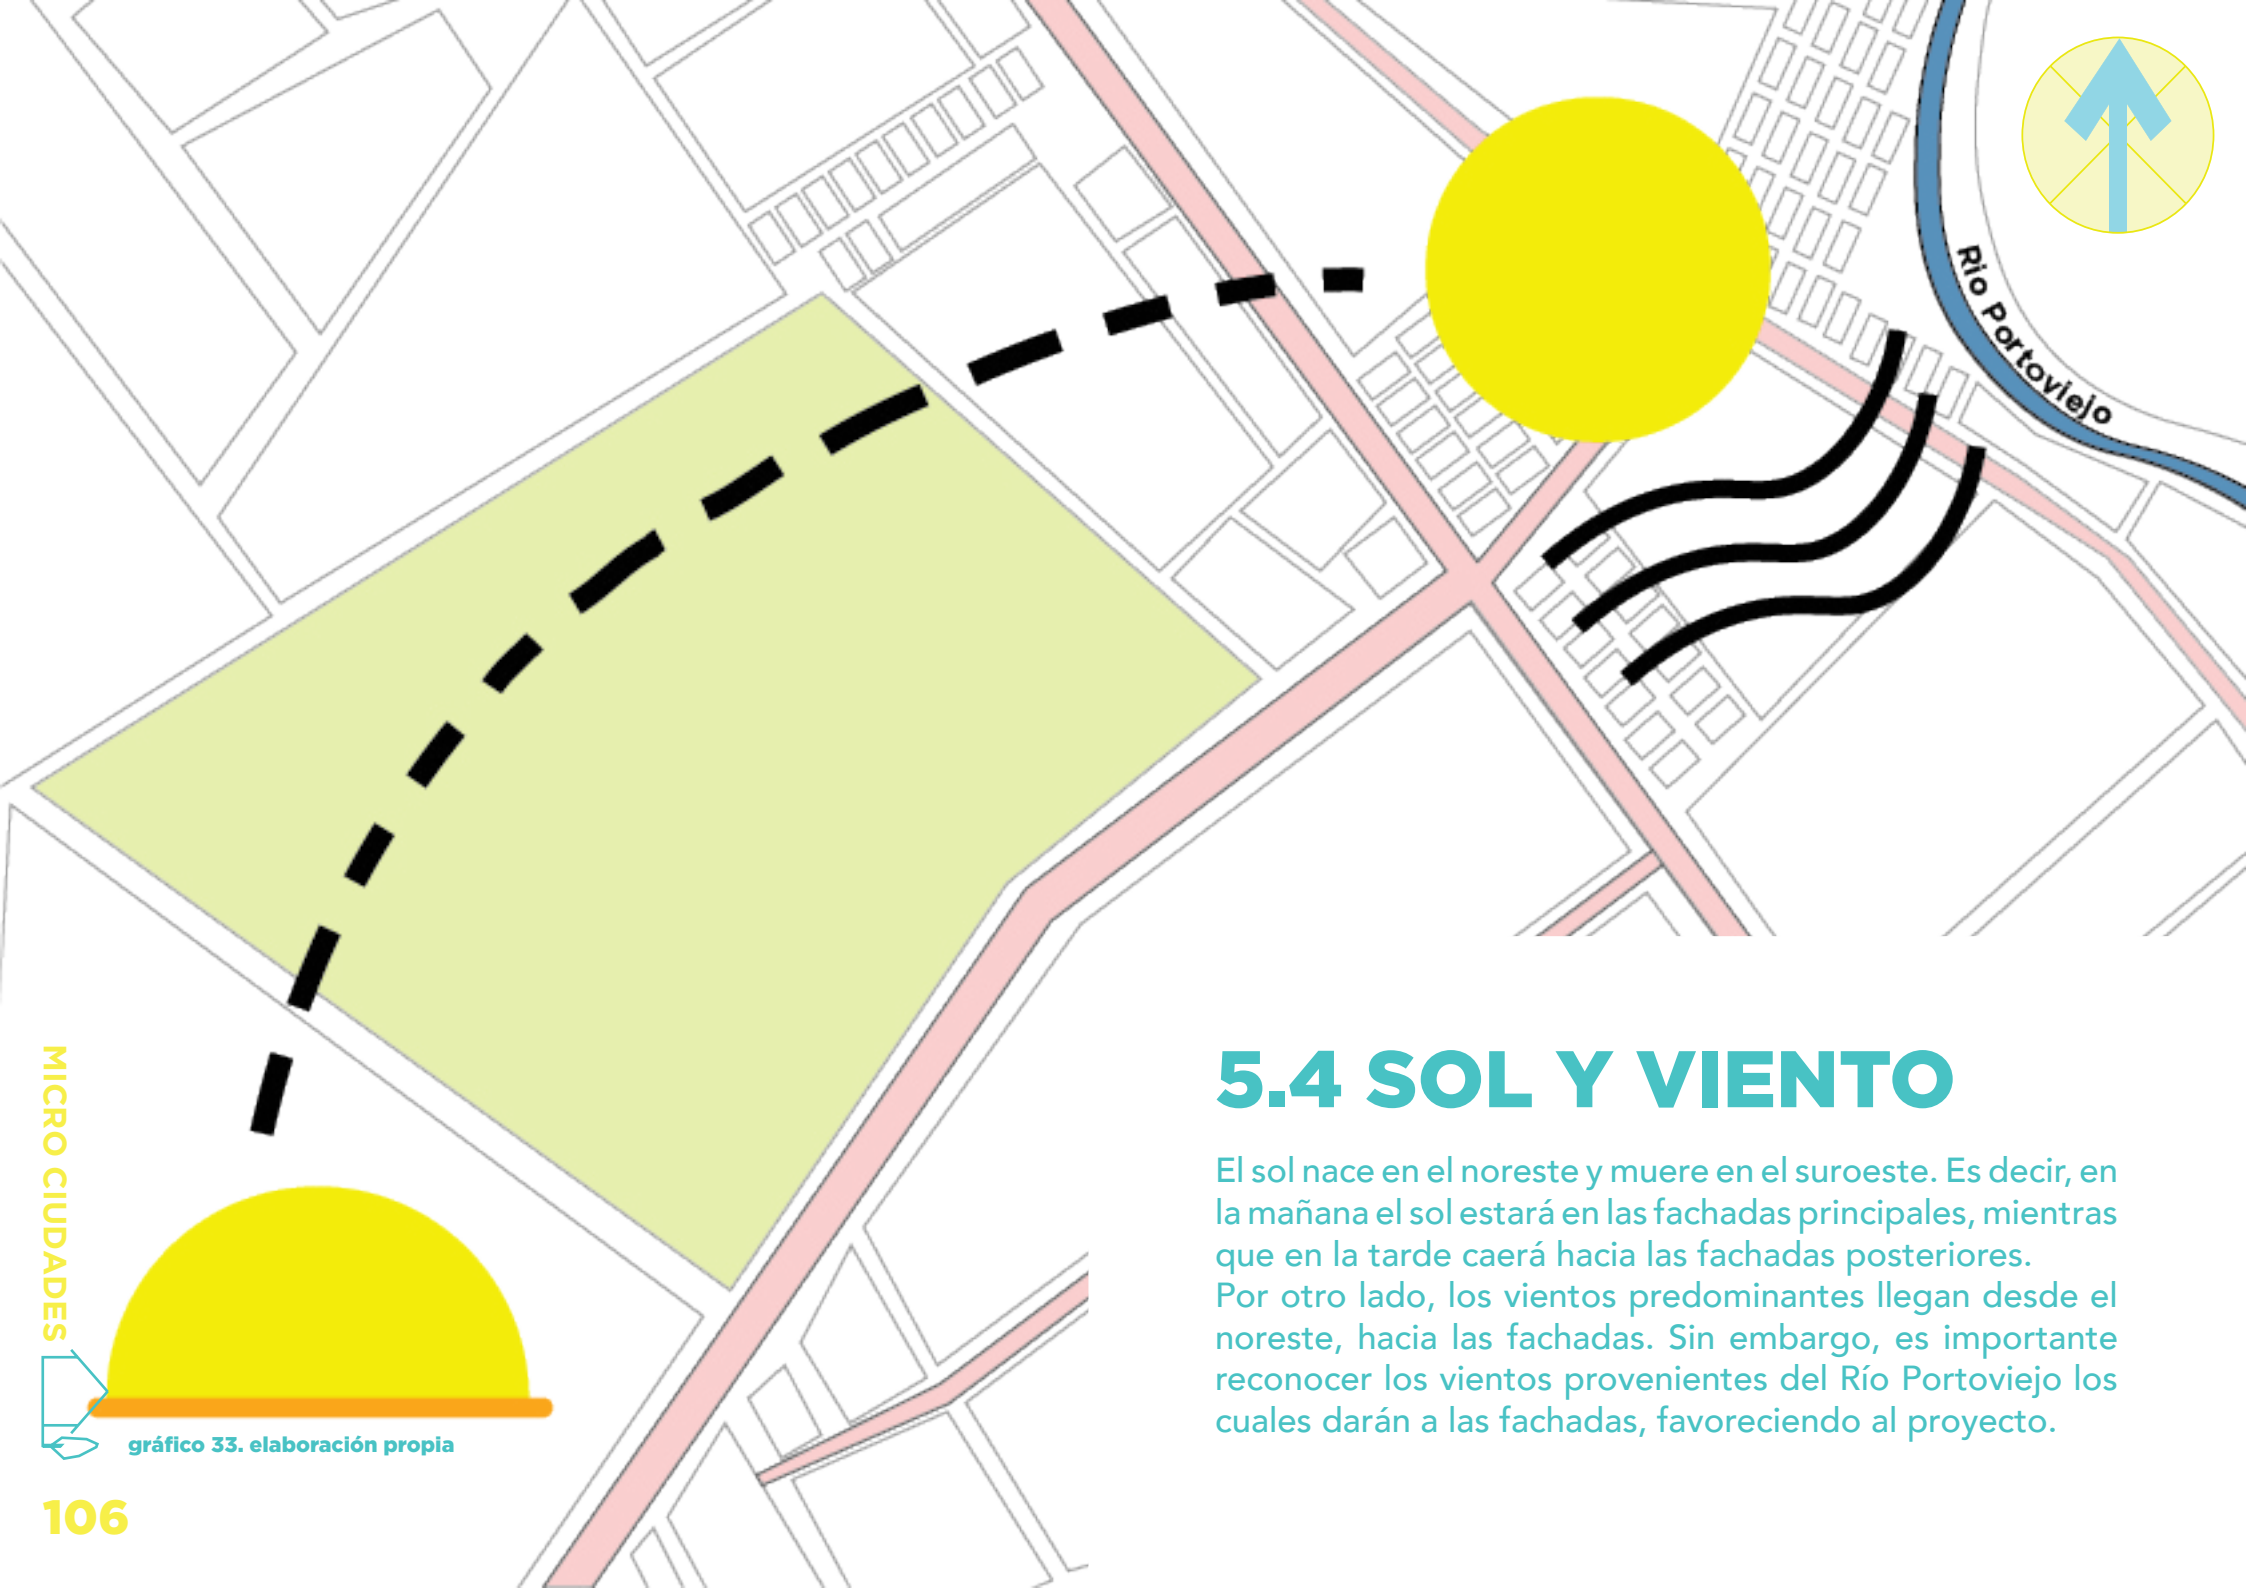 Rio Portoviejo
5.4 SOL Y VIENTO
El sol nace en el noreste y muere en el suroeste. Es decir, en
la mañana el sol estará en las fachadas principales, mientras
que en la tarde caerá hacia las fachadas posteriores.
Por otro lado, los vientos predominantes llegan desde el
noreste, hacia las fachadas. Sin embargo, es importante
reconocer los vientos provenientes del Río Portoviejo los
cuales darán a las fachadas, favoreciendo al proyecto.
MICRO CIUDADES
gráfico 33. elaboración propia
106